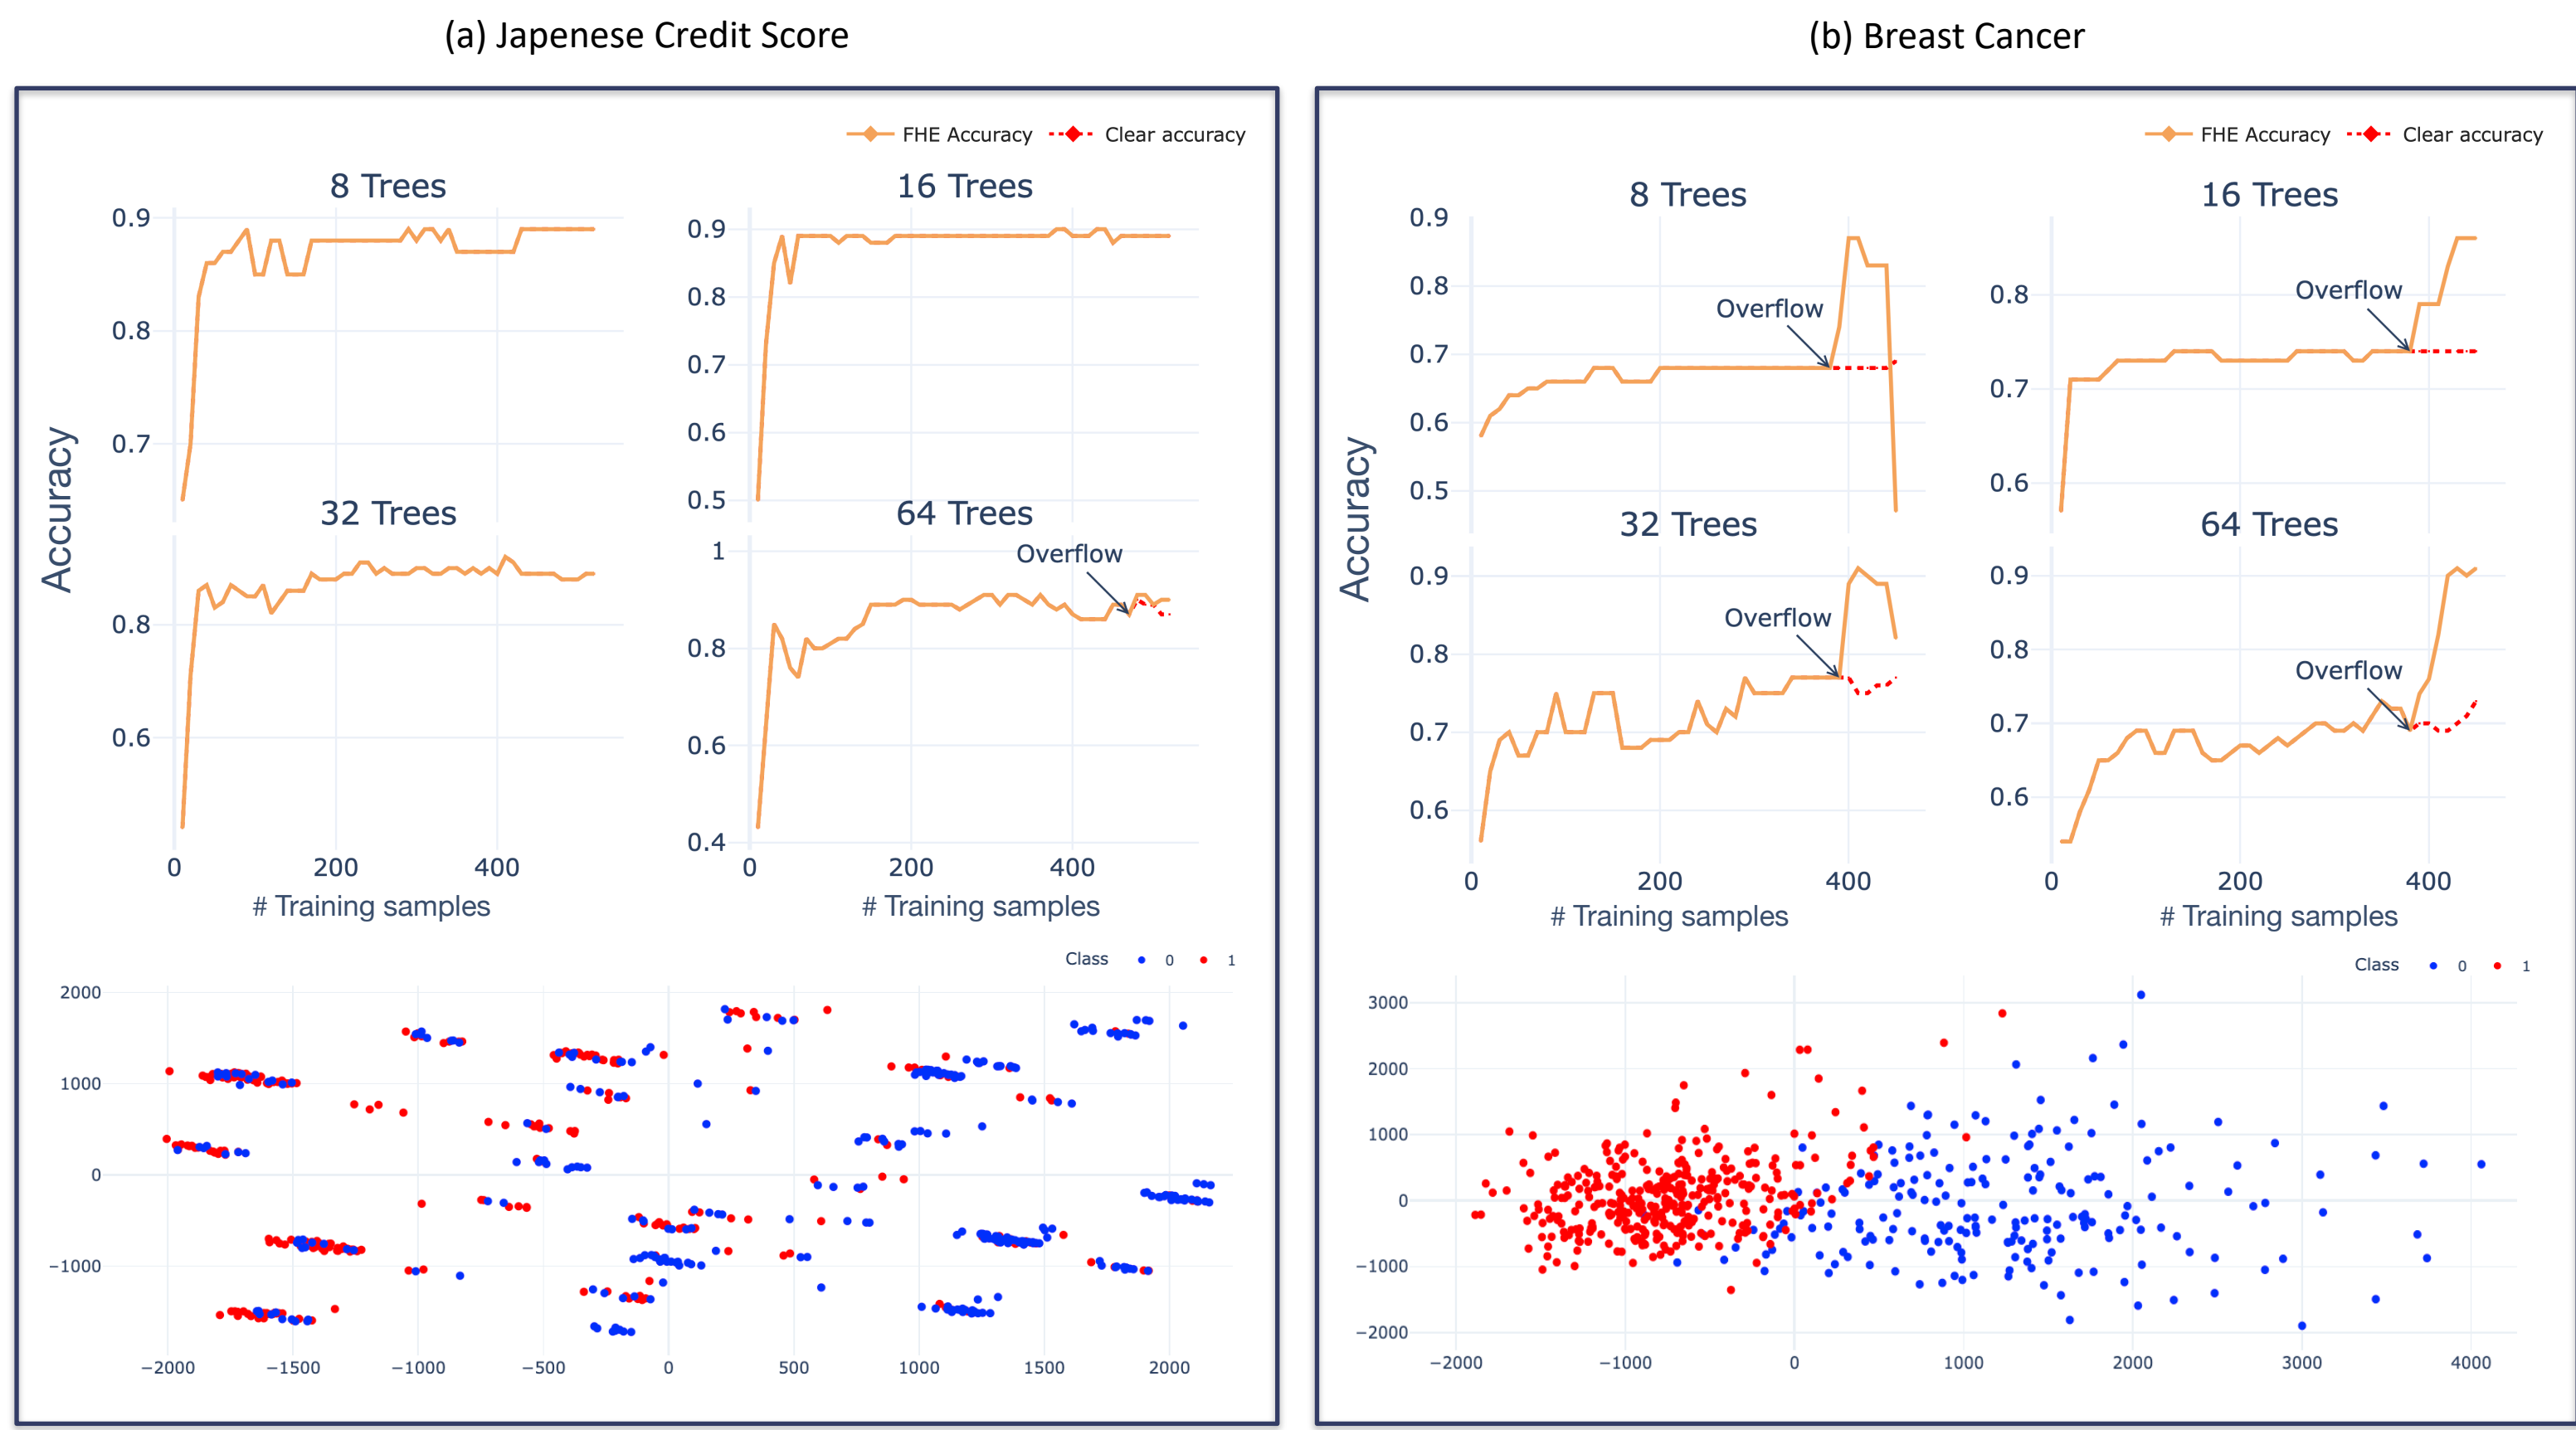 (a) Japenese Credit Score
FHE Accuracy Clear accuracy
8 Trees
16 Trees
0.9
0.8
0.7
0.9
0.8
0.7
0.6
0.5
Accuracy
32 Trees
64 Trees
0.8
0.6
1
0.8
0.6
0.4
Overflow
0 200 400
0 200 400
# Training samples
# Training samples
Class 0 1
2000
1000
0
−1000
−2000 −1500 −1000 −500 0 500 1000 1500 2000
(b) Breast Cancer
FHE Accuracy Clear accuracy
8 Trees
16 Trees
0.9
0.8
0.7
0.6
0.5
Overflow
0.8
0.7
0.6
Overflow
Accuracy
32 Trees
64 Trees
0.9
0.8
0.7
0.6
Overflow
0.9
0.8
0.7
0.6
Overflow
0 200 400
0 200 400
# Training samples
# Training samples
Class 0 1
3000
2000
1000
0
−1000
−2000
−2000 −1000 0 1000 2000 3000 4000